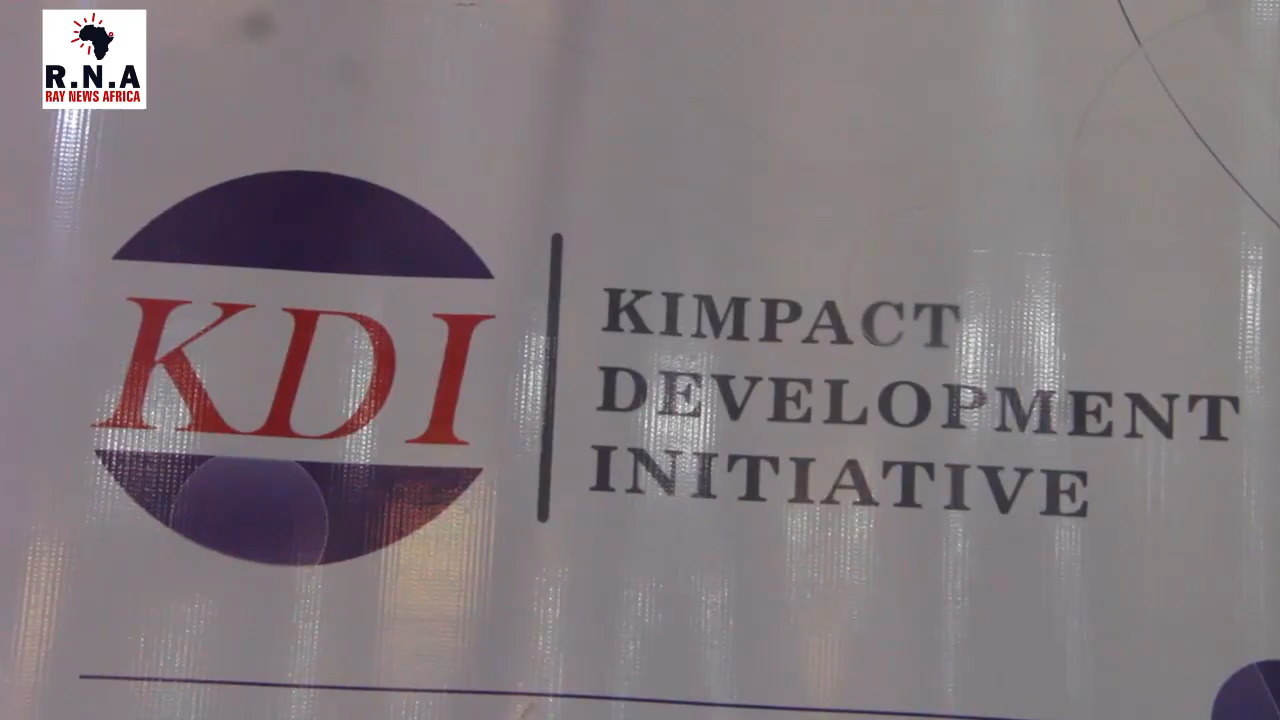 R.N.A
RAY NEWS AFRICA
KDI
KIMPACT
DEVELOPMENT
INITIATIVE